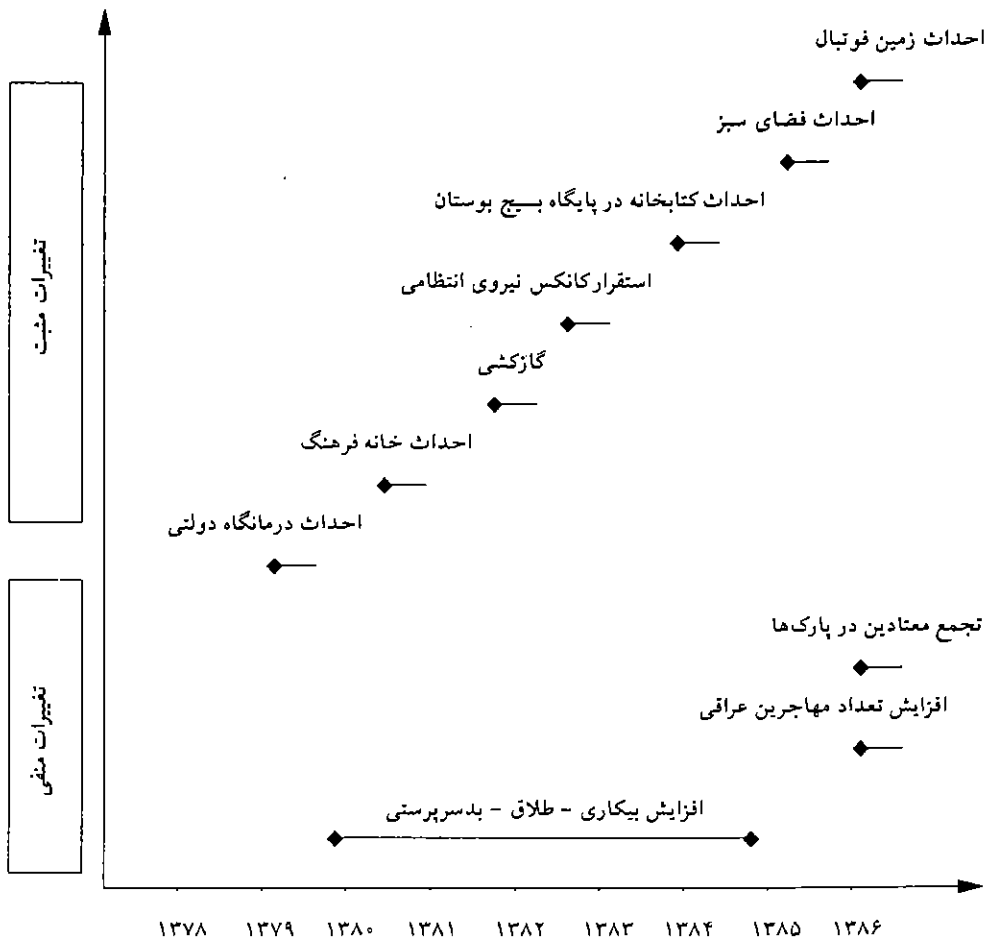 احداث زمین فوتبال
احداث فضای سبز
احداث کتابخانه در پایگاه بسیج بوستان
استقرار کانکس نیروی انتظامی
گازکشی
احداث خانه فرهنگ
احداث درمانگاه دولتی
تغییرات مثبت
تجمع معتادین در پارک‌ها
افزایش تعداد مهاجرین عراقی
افزایش بیکاری - طلاق - بدسرپرستی
تغییرات منفی
۱۳۷۸ ۱۳۷۹ ۱۳۸۰ ۱۳۸۱ ۱۳۸۲ ۱۳۸۳ ۱۳۸۴ ۱۳۸۵ ۱۳۸۶